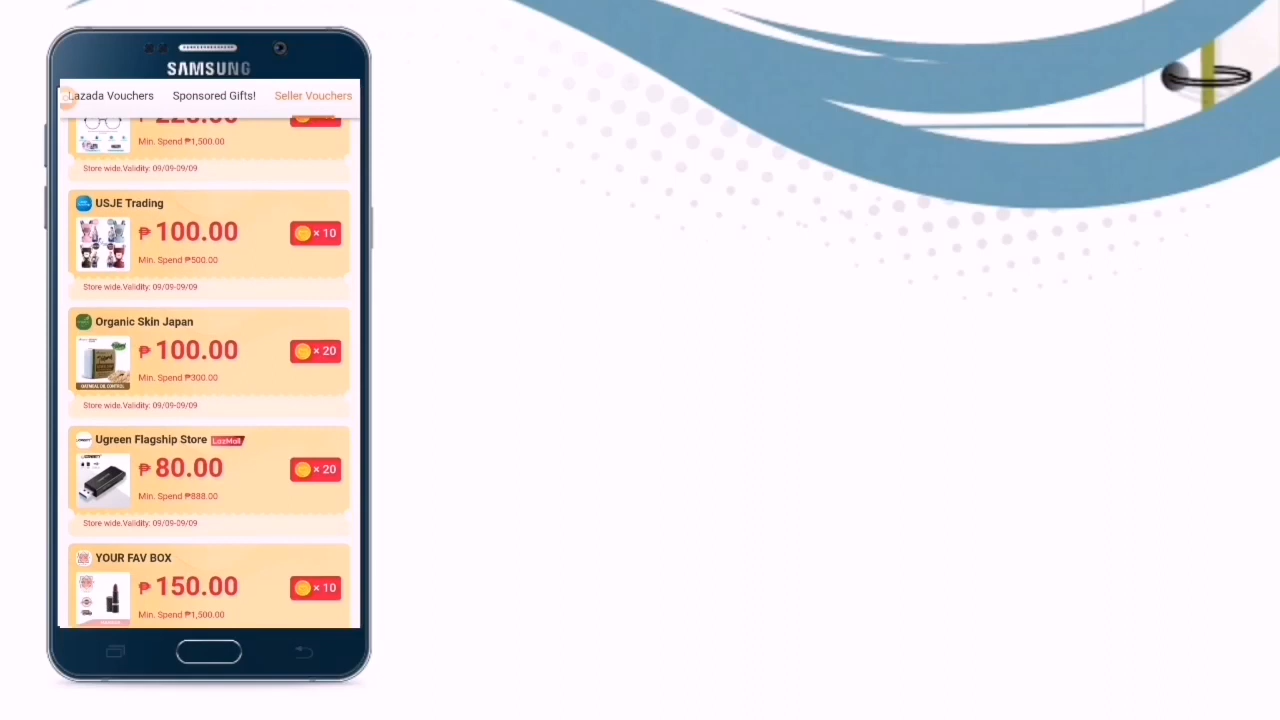 SAMSUNG
Lazada Vouchers Sponsored Gifts! Seller Vouchers
Min. Spend ₱1,500.00
Store wide.Validity: 09/09-09/09
USJE Trading
₱ 100.00
× 10
Min. Spend ₱500.00
Store wide.Validity: 09/09-09/09
Organic Skin Japan
₱ 100.00
× 20
Min. Spend ₱300.00
OATMEAL OIL CONTROL
Store wide.Validity: 09/09-09/09
Ugreen Flagship Store LazMall
₱ 80.00
× 20
Min. Spend ₱888.00
Store wide.Validity: 09/09-09/09
YOUR FAV BOX
₱ 150.00
× 10
Min. Spend ₱1,500.00